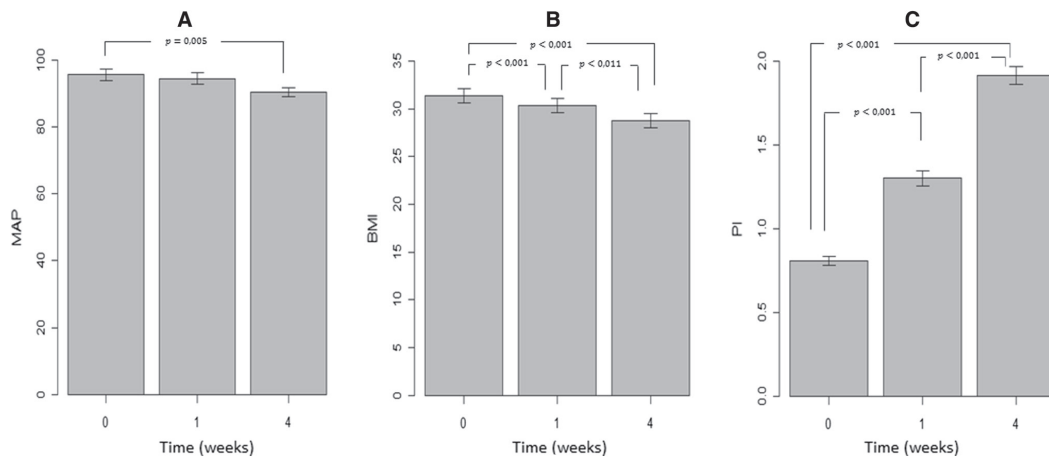 A
p = 0,005
100
80
60
40
20
0
MAP
0 1 4
Time (weeks)
B
p < 0,001
p < 0,001 p < 0,011
35
30
25
20
15
10
5
0
BMI
0 1 4
Time (weeks)
C
p < 0,001
p < 0,001
p < 0,001
2.0
1.5
1.0
0.5
0.0
PI
0 1 4
Time (weeks)